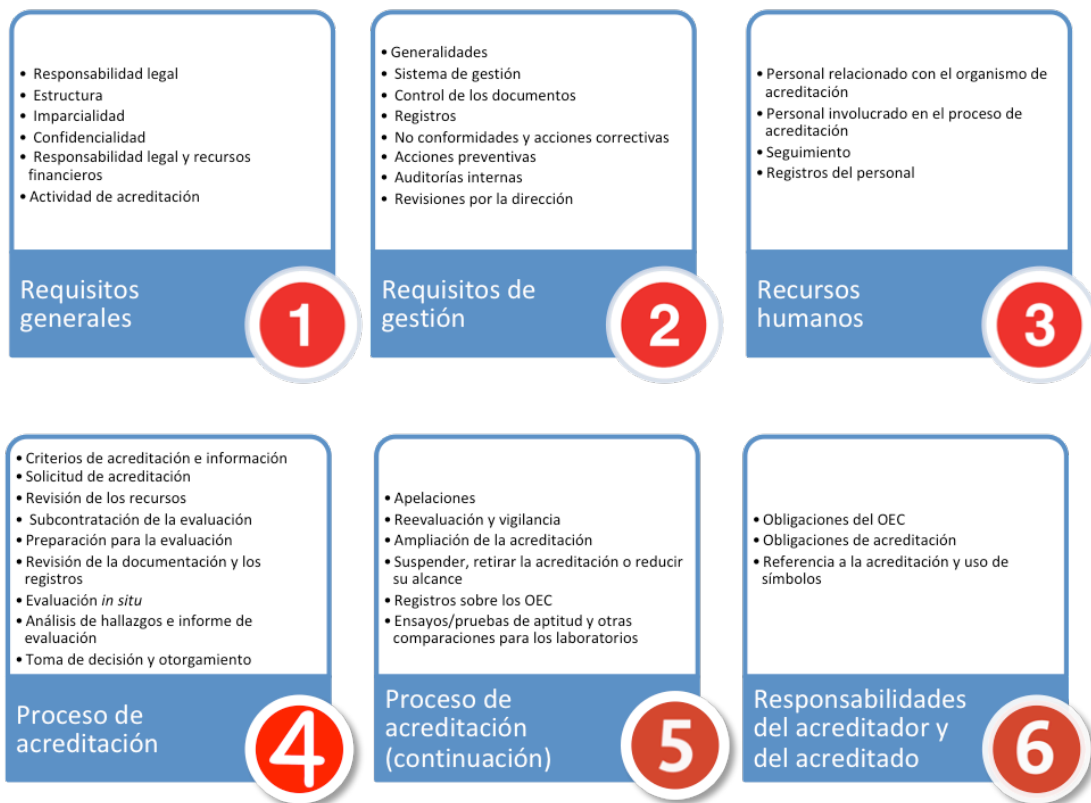 • Responsabilidad legal
• Estructura
• Imparcialidad
• Confidencialidad
• Responsabilidad legal y recursos
financieros
• Actividad de acreditación
Requisitos
generales
1
• Generalidades
• Sistema de gestión
• Control de los documentos
• Registros
• No conformidades y acciones correctivas
• Acciones preventivas
• Auditorías internas
• Revisiones por la dirección
Requisitos de
gestión
2
• Personal relacionado con el organismo de
acreditación
• Personal involucrado en el proceso de
acreditación
• Seguimiento
• Registros del personal
Recursos
humanos
3
• Criterios de acreditación e información
• Solicitud de acreditación
• Revisión de los recursos
• Subcontratación de la evaluación
• Preparación para la evaluación
• Revisión de la documentación y los
registros
• Evaluación in situ
• Análisis de hallazgos e informe de
evaluación
• Toma de decisión y otorgamiento
Proceso de
acreditación
4
• Apelaciones
• Reevaluación y vigilancia
• Ampliación de la acreditación
• Suspender, retirar la acreditación o reducir
su alcance
• Registros sobre los OEC
• Ensayos/pruebas de aptitud y otras
comparaciones para los laboratorios
Proceso de
acreditación
(continuación)
5
• Obligaciones del OEC
• Obligaciones de acreditación
• Referencia a la acreditación y uso de
símbolos
Responsabilidades
del acreditador y
del acreditado
6